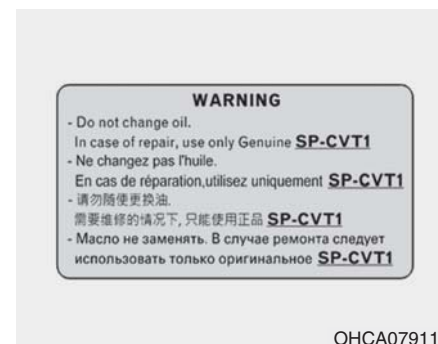 WARNING
- Do not change oil.
In case of repair, use only Genuine SP-CVT1
- Ne changez pas l'huile.
En cas de réparation,utilisez uniquement SP-CVT1
- 请勿随便更换油.
需要维修的情况下, 只能使用正品 SP-CVT1
- Масло не заменять. В случае ремонта следует
использовать только оригинальное SP-CVT1
OHCA07911